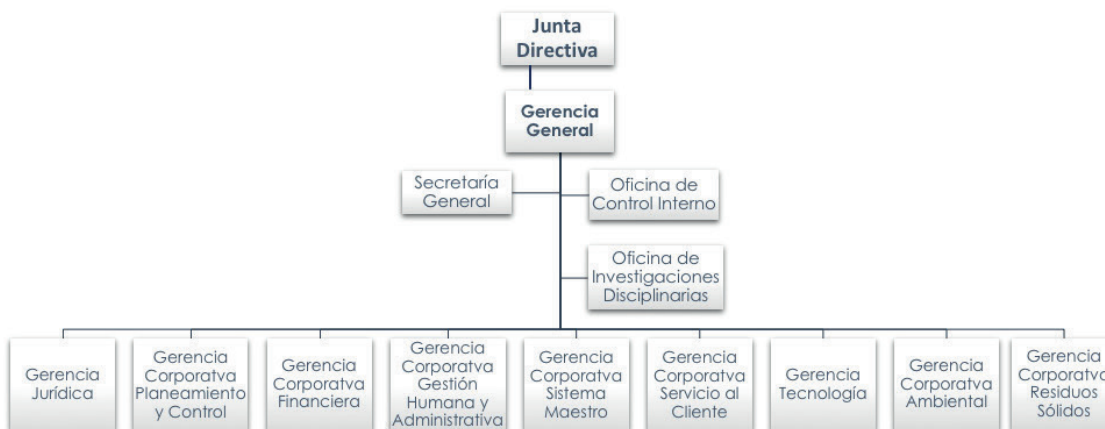 Junta
Directiva
Gerencia
General
Secretaría
General
Oficina de
Control Interno
Oficina de
Investigaciones
Disciplinarias
Gerencia
Jurídica
Gerencia
Corporatva
Planeamiento
y Control
Gerencia
Corporatva
Financiera
Gerencia
Corporatva
Gestión
Humana y
Administrativa
Gerencia
Corporatva
Sistema
Maestro
Gerencia
Corporatva
Servicio al
Cliente
Gerencia
Tecnología
Gerencia
Corporatva
Ambiental
Gerencia
Corporatva
Residuos
Sólidos